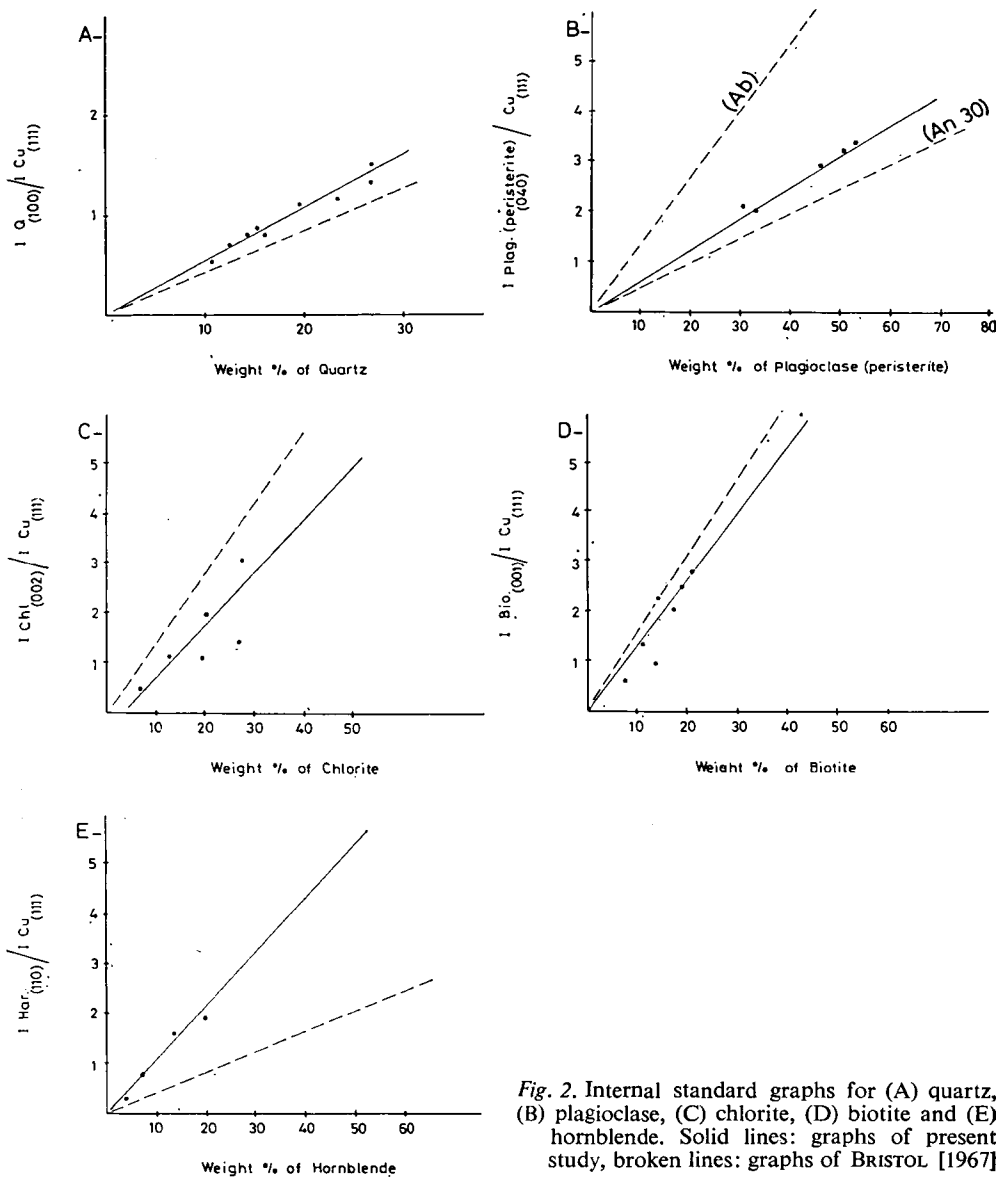 A–
2
1
I Q(100)/I Cu(111)
10 20 30
Weight % of Quartz
B–
5
4
3
2
1
I Plag.(peristerite)(040)/Cu(111)
(Ab)
(An 30)
10 20 30 40 50 60 70 80
Weight % of Plagioclase (peristerite)
C–
5
4
3
2
1
I Chl(002)/I Cu(111)
10 20 30 40 50
Weight % of Chlorite
D–
5
4
3
2
1
I Bio.(001)/I Cu(111)
10 20 30 40 50 60
Weight % of Biotite
E–
5
4
3
2
1
I Har.(110)/I Cu(111)
10 20 30 40 50 60
Weight % of Hornblende
Fig. 2. Internal standard graphs for (A) quartz,
(B) plagioclase, (C) chlorite, (D) biotite and (E)
hornblende. Solid lines: graphs of present
study, broken lines: graphs of BRISTOL [1967]